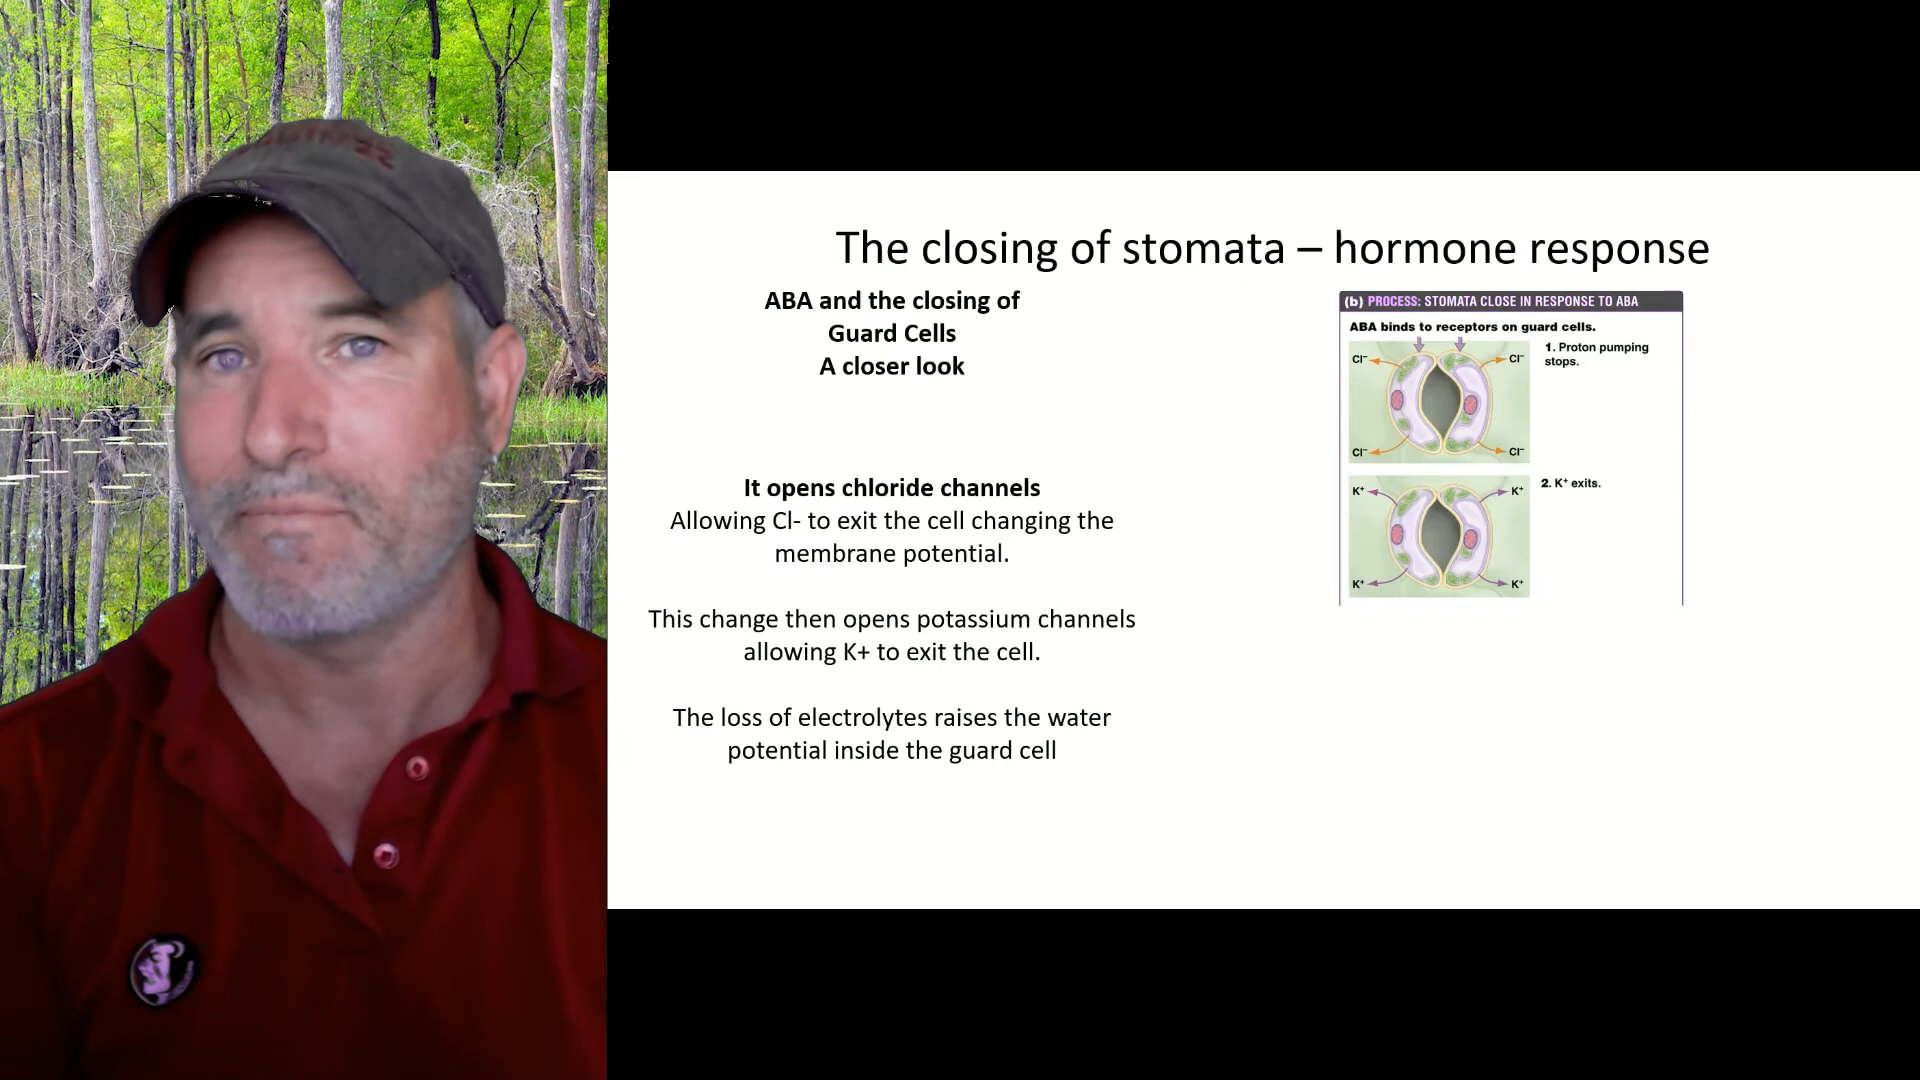 The closing of stomata – hormone response
ABA and the closing of
Guard Cells
A closer look
It opens chloride channels
Allowing Cl- to exit the cell changing the
membrane potential.
This change then opens potassium channels
allowing K+ to exit the cell.
The loss of electrolytes raises the water
potential inside the guard cell
(b) PROCESS: STOMATA CLOSE IN RESPONSE TO ABA
ABA binds to receptors on guard cells.
Cl⁻ Cl⁻
1. Proton pumping
stops.
Cl⁻ Cl⁻
K⁺ K⁺
2. K⁺ exits.
K⁺ K⁺